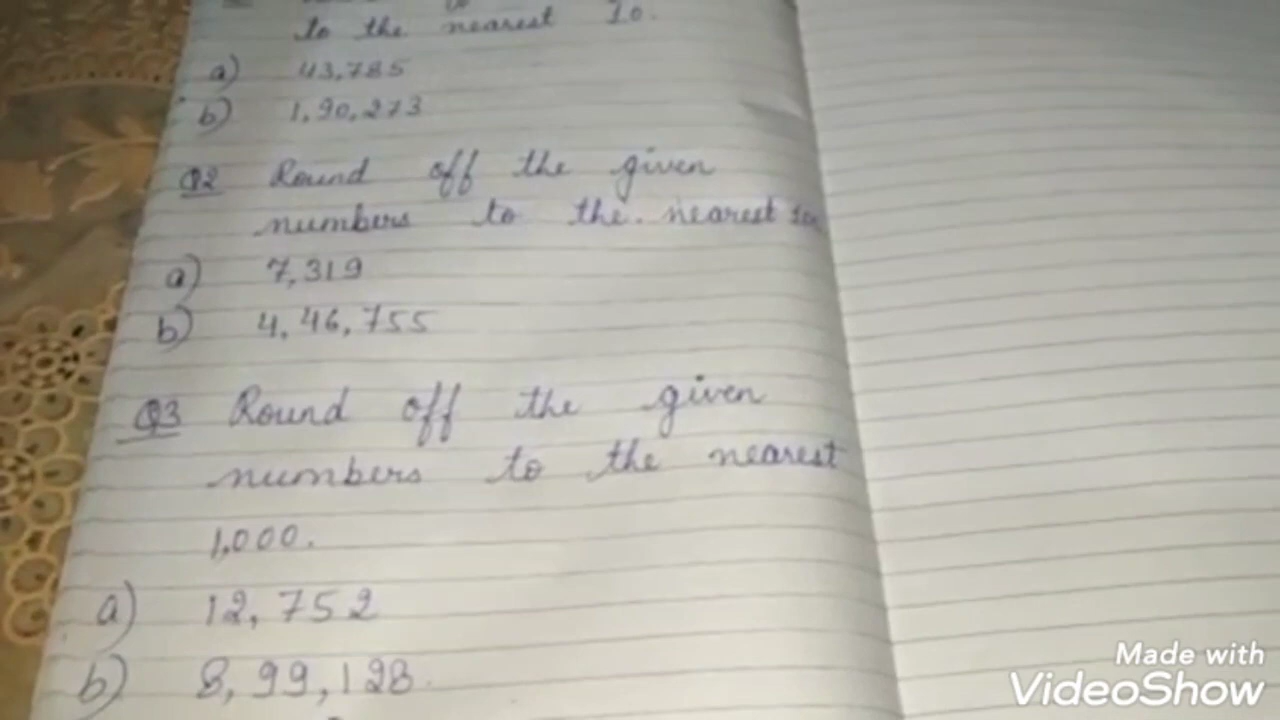 to the nearest 10.
a) 43,785
b) 1,90,273
Q2 Round off the given
numbers to the nearest
a) 7,319
b) 4,46,755
Q3 Round off the given
numbers to the nearest
1,000.
a) 12,752
b) 8,99,128
Made with
VideoShow